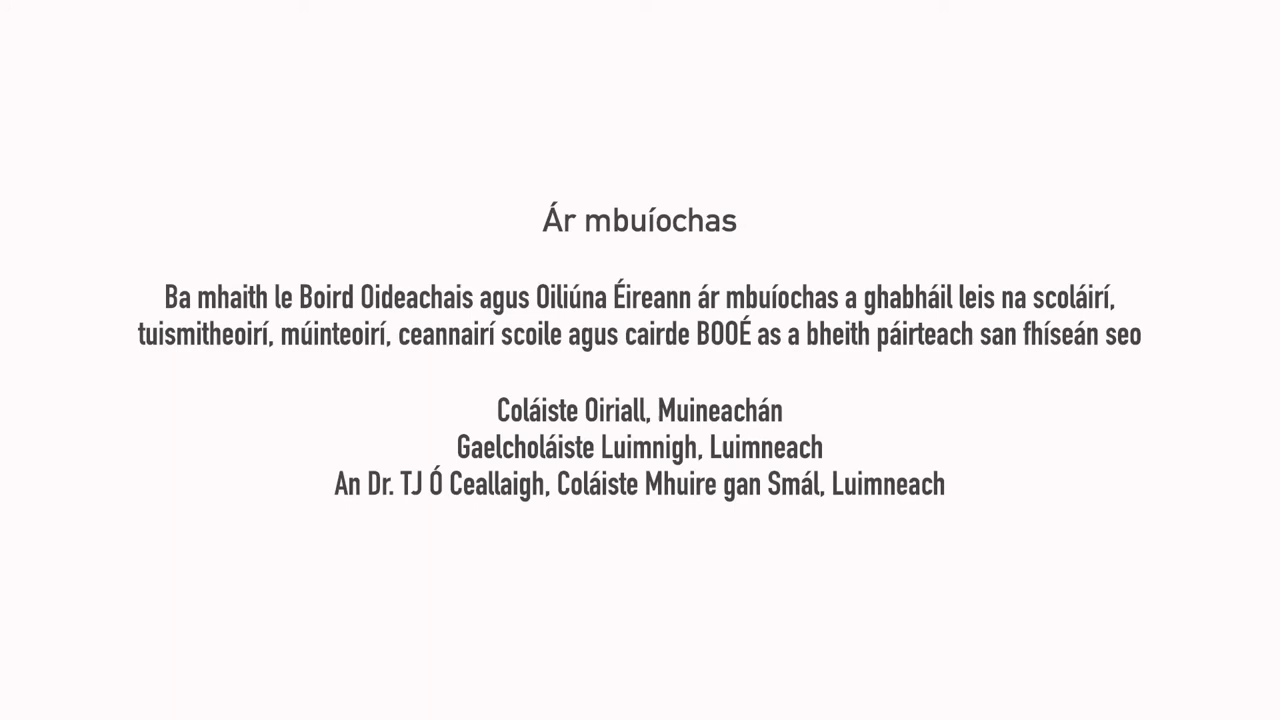 Ár mbuíochas
Ba mhaith le Boird Oideachais agus Oiliúna Éireann ár mbuíochas a ghabháil leis na scoláirí,
tuismitheoirí, múinteoirí, ceannairí scoile agus cairde BOOÉ as a bheith páirteach san fhíseán seo
Coláiste Oiriall, Muineachán
Gaelcholáiste Luimnigh, Luimneach
An Dr. TJ Ó Ceallaigh, Coláiste Mhuire gan Smál, Luimneach